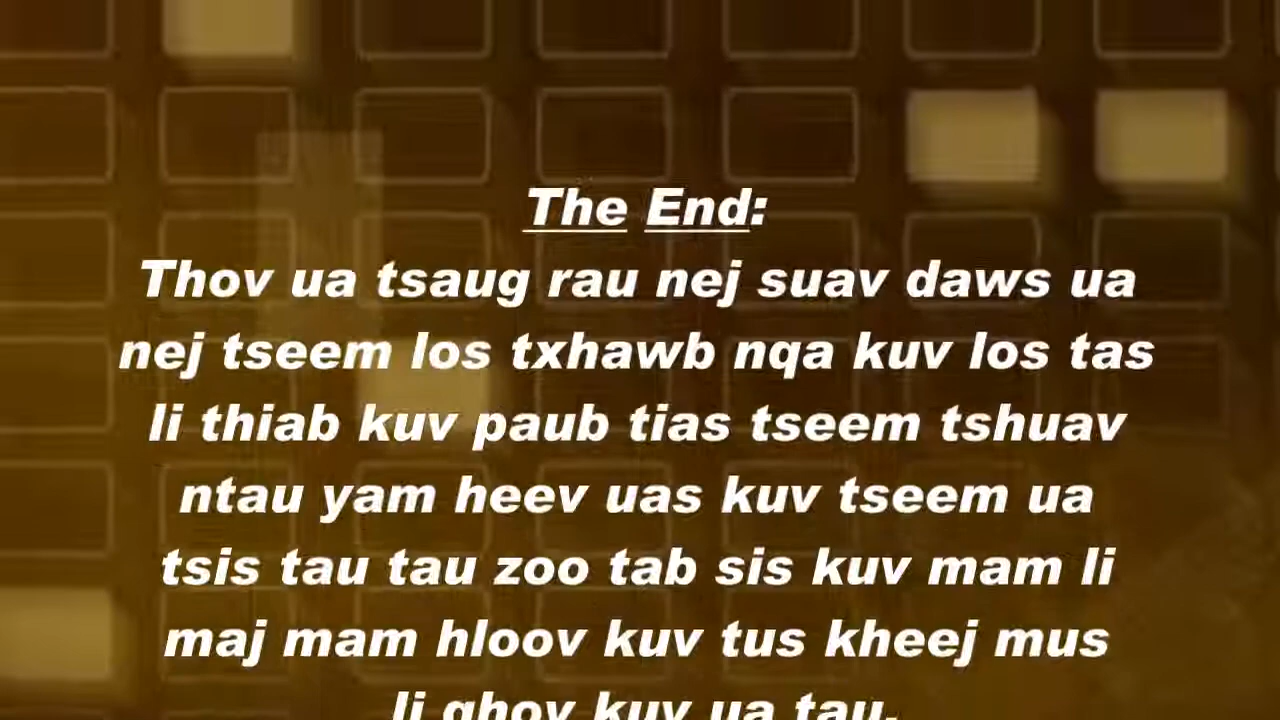 The End:
Thov ua tsaug rau nej suav daws ua
nej tseem los txhawb nqa kuv los tas
li thiab kuv paub tias tseem tshuav
ntau yam heev uas kuv tseem ua
tsis tau tau zoo tab sis kuv mam li
maj mam hloov kuv tus kheej mus
li qhov kuv ua tau.